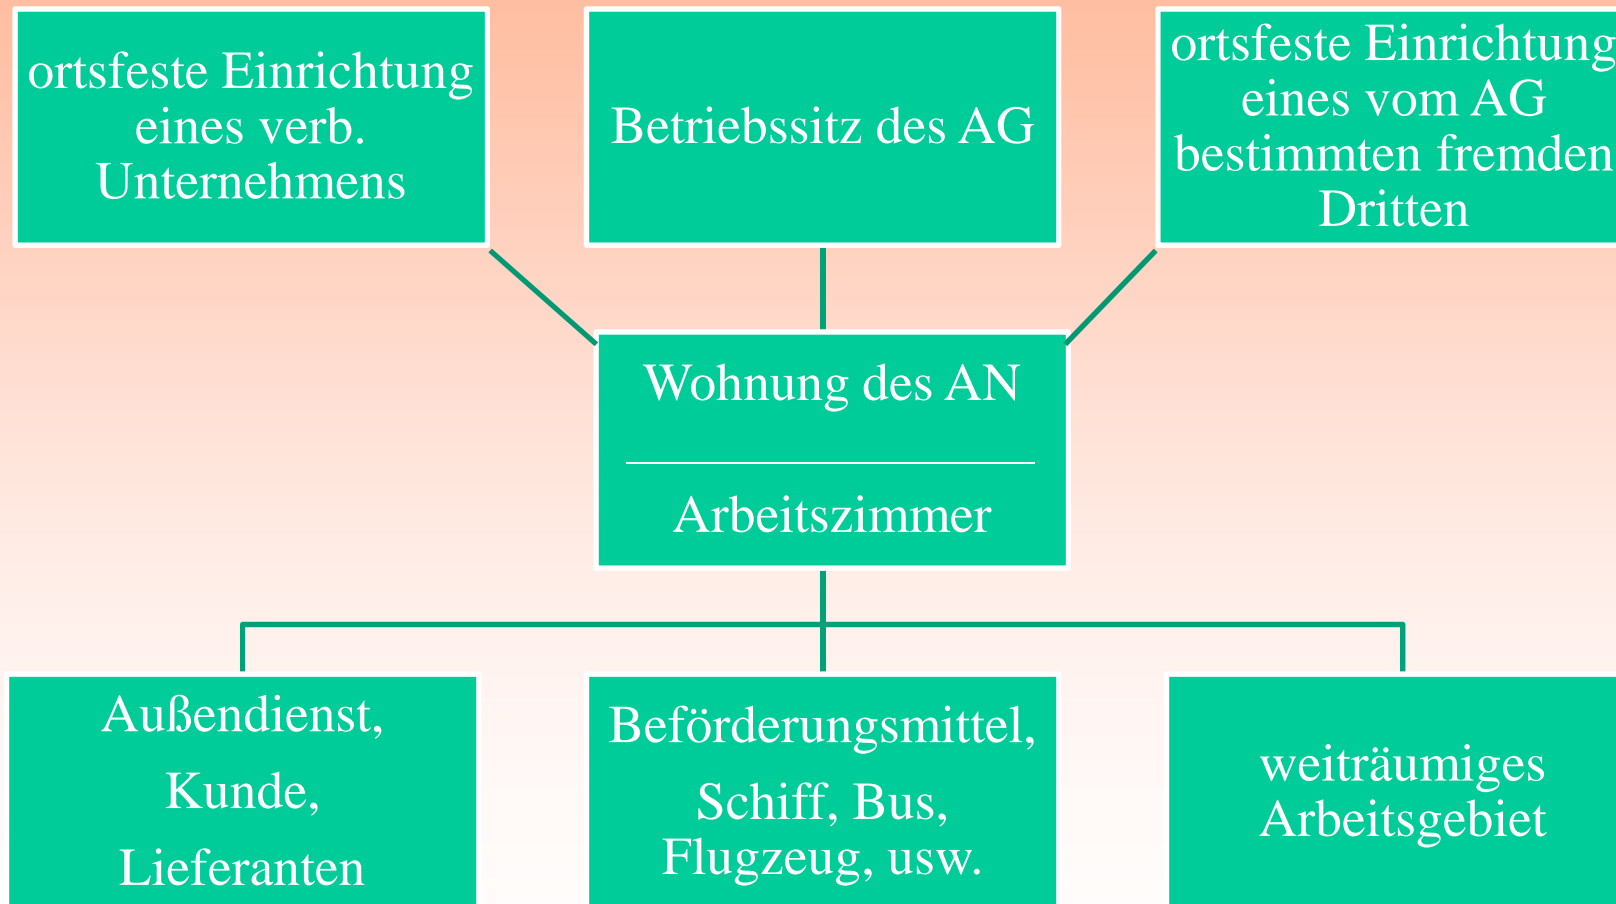 ortsfeste Einrichtung
eines verb.
Unternehmens
Betriebssitz des AG
ortsfeste Einrichtung
eines vom AG
bestimmten fremden
Dritten
Wohnung des AN
Arbeitszimmer
Außendienst,
Kunde,
Lieferanten
Beförderungsmittel,
Schiff, Bus,
Flugzeug, usw.
weiträumiges
Arbeitsgebiet